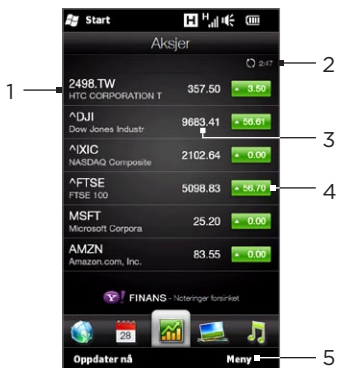 Start
H H
Aksjer
2:47
2
1
2498.TW
HTC CORPORATION T
357.50
3.50
^DJI
Dow Jones Industr
9683.41
56.61
3
^IXIC
NASDAQ Composite
2102.64
0.00
^FTSE
FTSE 100
5098.83
56.70
4
MSFT
Microsoft Corpora
25.20
0.00
AMZN
Amazon.com, Inc.
83.55
0.00
Y! FINANS - Noteringer forsinket
28
Oppdater nå
Meny
5